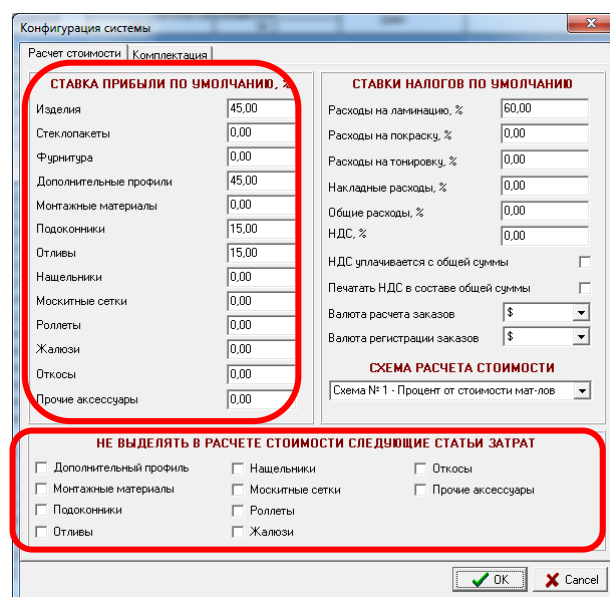 Конфигурация системы
Расчет стоимости
Комплектация
СТАВКА ПРИБЫЛИ ПО УМОЛЧАНИЮ, %
Изделия 45,00
Стеклопакеты 0,00
Фурнитура 0,00
Дополнительные профили 45,00
Монтажные материалы 0,00
Подоконники 15,00
Отливы 15,00
Нащельники 0,00
Москитные сетки 0,00
Роллеты 0,00
Жалюзи 0,00
Откосы 0,00
Прочие аксессуары 0,00
СТАВКИ НАЛОГОВ ПО УМОЛЧАНИЮ
Расходы на ламинацию, % 60,00
Расходы на покраску, % 0,00
Расходы на тонировку, % 0,00
Накладные расходы, % 0,00
Общие расходы, % 0,00
НДС, % 0,00
НДС уплачивается с общей суммы
Печатать НДС в составе общей суммы
Валюта расчета заказов $
Валюта регистрации заказов $
СХЕМА РАСЧЕТА СТОИМОСТИ
Схема № 1 - Процент от стоимости мат-лов
НЕ ВЫДЕЛЯТЬ В РАСЧЕТЕ СТОИМОСТИ СЛЕДУЮЩИЕ СТАТЬИ ЗАТРАТ
Дополнительный профиль
Монтажные материалы
Подоконники
Отливы
Нащельники
Москитные сетки
Роллеты
Жалюзи
Откосы
Прочие аксессуары
OK
Cancel